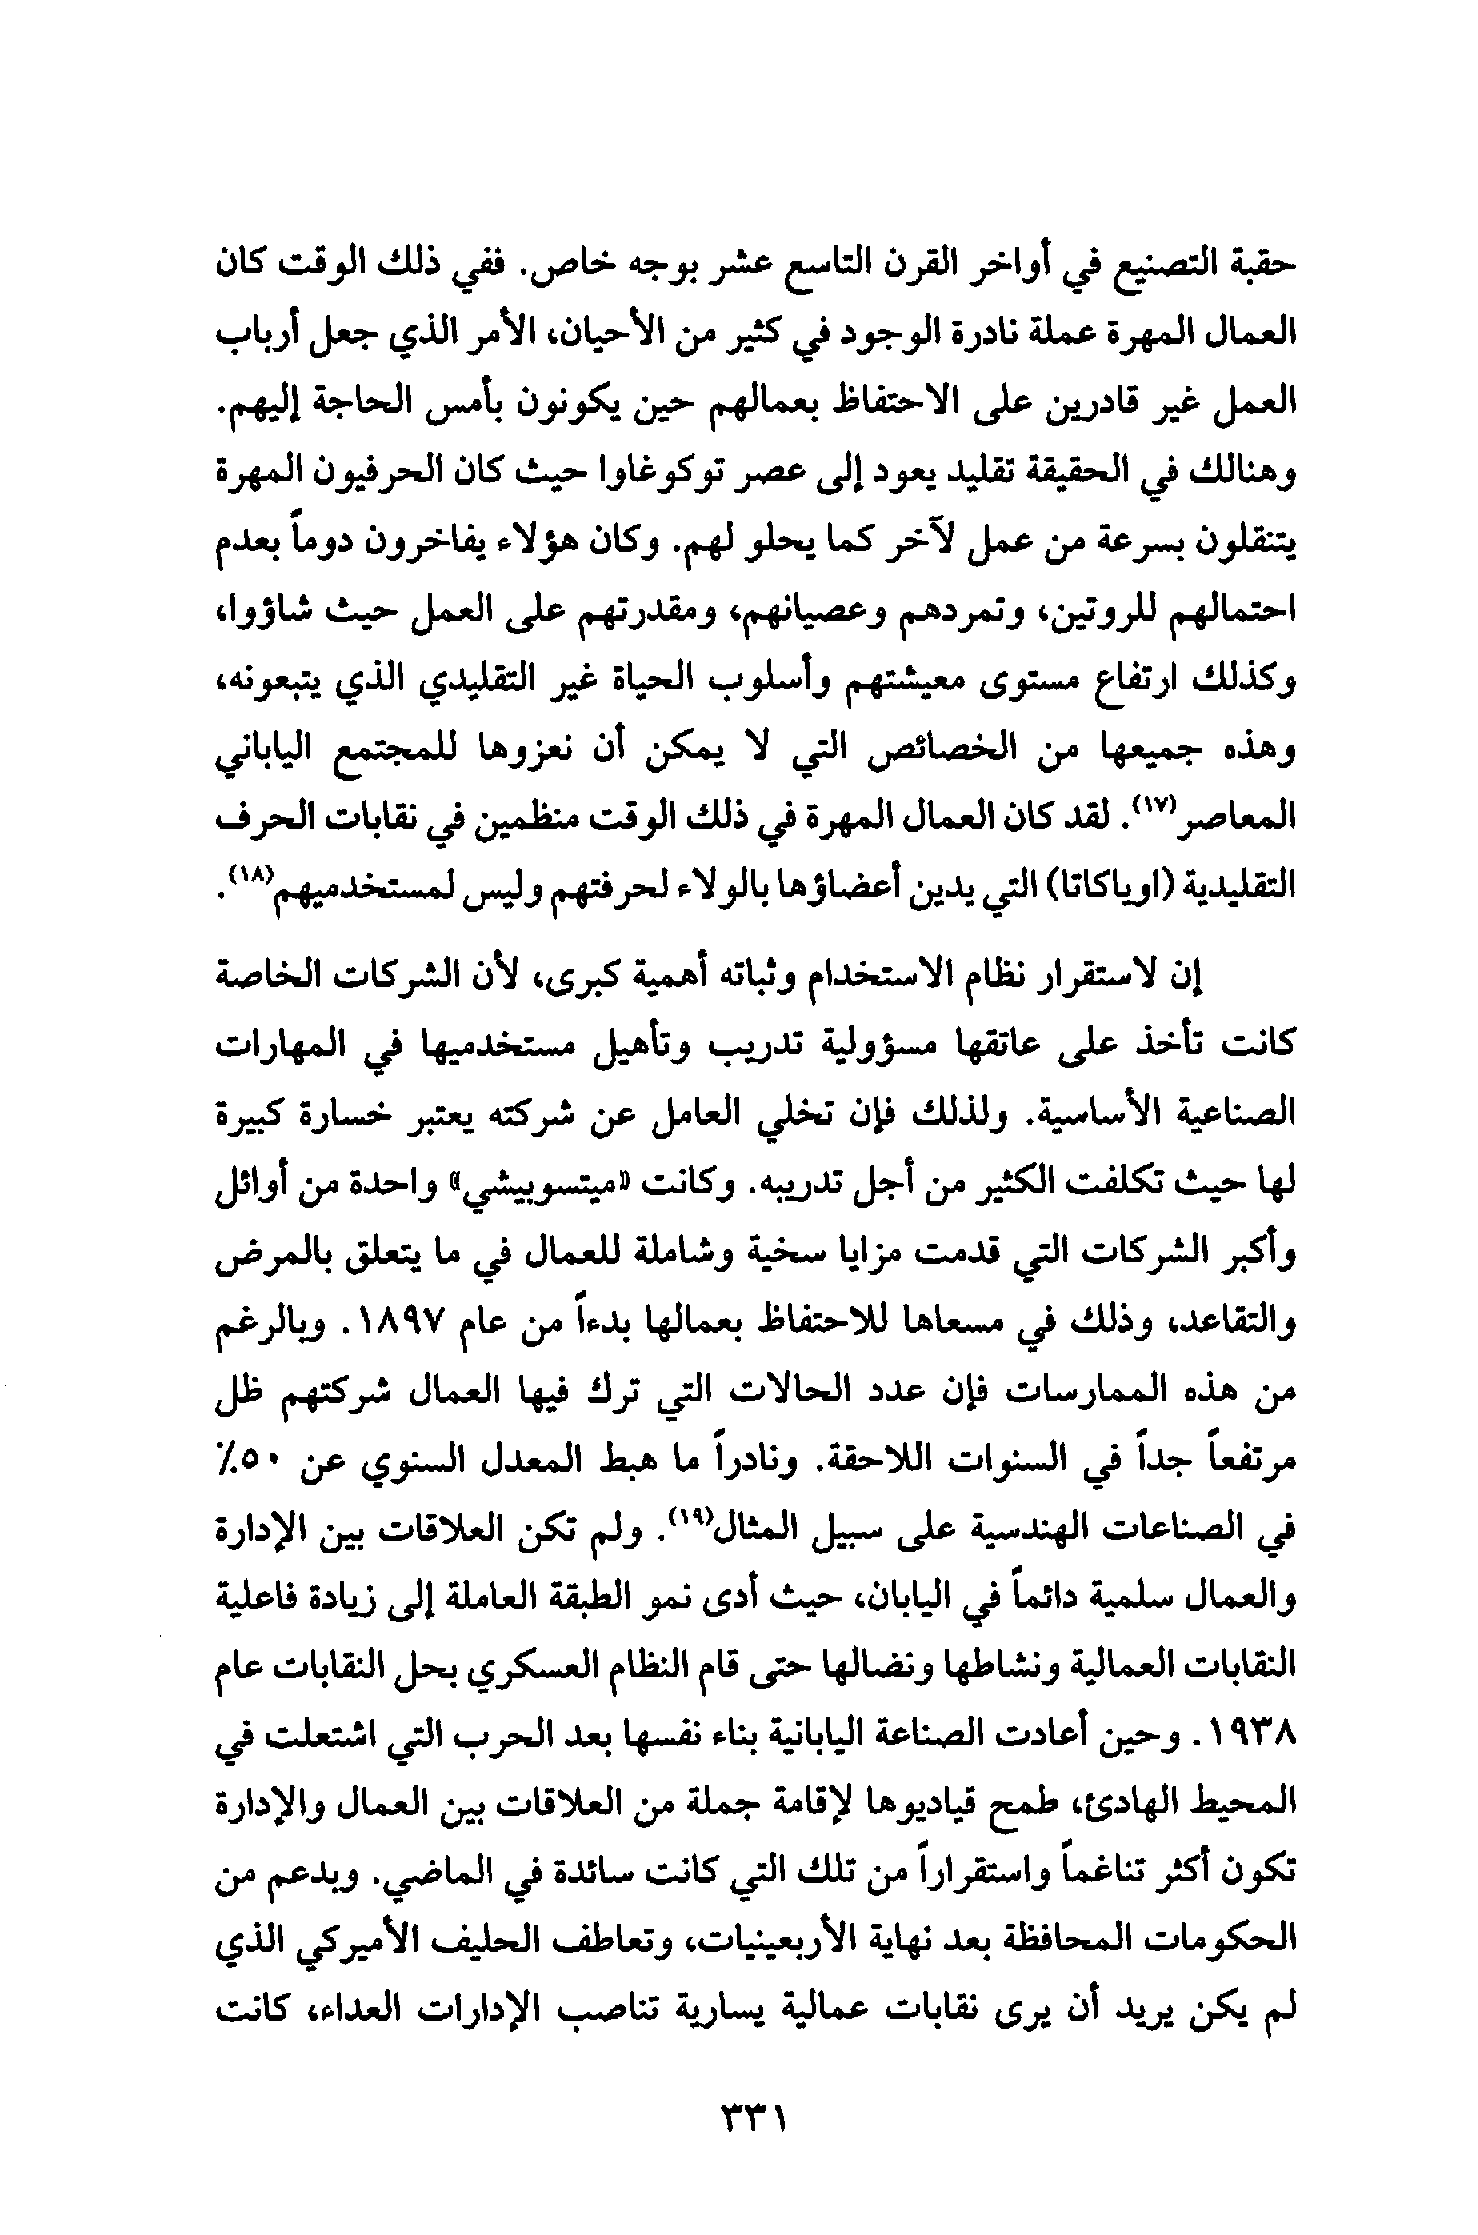 حقبة التصنيع في أواخر القرن التاسع عشر بوجه خاص. ففي ذلك الوقت كان
العمال المهرة عملة نادرة الوجود في كثير من الأحيان، الأمر الذي جعل أرباب
العمل غير قادرين على الاحتفاظ بعمالهم حين يكونون بأمس الحاجة إليهم.
وهنالك في الحقيقة تقليد يعود إلى عصر توكوغاوا حيث كان الحرفيون المهرة
يتنقلون بسرعة من عمل لآخر كما يحلو لهم. وكان هؤلاء يفاخرون دوماً بعدم
احتمالهم للروتين، وتمردهم وعصيانهم، ومقدرتهم على العمل حيث شاؤوا،
وكذلك ارتفاع مستوى معيشتهم وأسلوب الحياة غير التقليدي الذي يتبعونه،
وهذه جميعها من الخصائص التي لا يمكن أن نعزوها للمجتمع الياباني
المعاصر(١٧). لقد كان العمال المهرة في ذلك الوقت منظمين في نقابات الحرف
التقليدية (اوياكاتا) التي يدين أعضاؤها بالولاء لحرفتهم وليس لمستخدميهم(١٨).
إن لاستقرار نظام الاستخدام وثباته أهمية كبرى، لأن الشركات الخاصة
كانت تأخذ على عاتقها مسؤولية تدريب وتأهيل مستخدميها في المهارات
الصناعية الأساسية. ولذلك فإن تخلي العامل عن شركته يعتبر خسارة كبيرة
لها حيث تكلفت الكثير من أجل تدريبه. وكانت «ميتسوبيشي» واحدة من أوائل
وأكبر الشركات التي قدمت مزايا سخية وشاملة للعمال في ما يتعلق بالمرض
والتقاعد، وذلك في مسعاها للاحتفاظ بعمالها بدءاً من عام ١٨٩٧. وبالرغم
من هذه الممارسات فإن عدد الحالات التي ترك فيها العمال شركتهم ظل
مرتفعاً جداً في السنوات اللاحقة. ونادراً ما هبط المعدل السنوي عن ٥٠٪
في الصناعات الهندسية على سبيل المثال(١٩). ولم تكن العلاقات بين الإدارة
والعمال سلمية دائماً في اليابان، حيث أدى نمو الطبقة العاملة إلى زيادة فاعلية
النقابات العمالية ونشاطها ونضالها حتى قام النظام العسكري بحل النقابات عام
١٩٣٨. وحين أعادت الصناعة اليابانية بناء نفسها بعد الحرب التي اشتعلت في
المحيط الهادئ، طمح قياديوها لإقامة جملة من العلاقات بين العمال والإدارة
تكون أكثر تناغماً واستقراراً من تلك التي كانت سائدة في الماضي. وبدعم من
الحكومات المحافظة بعد نهاية الأربعينيات، وتعاطف الحليف الأميركي الذي
لم يكن يريد أن يرى نقابات عمالية يسارية تناصب الإدارات العداء، كانت
٣٣١